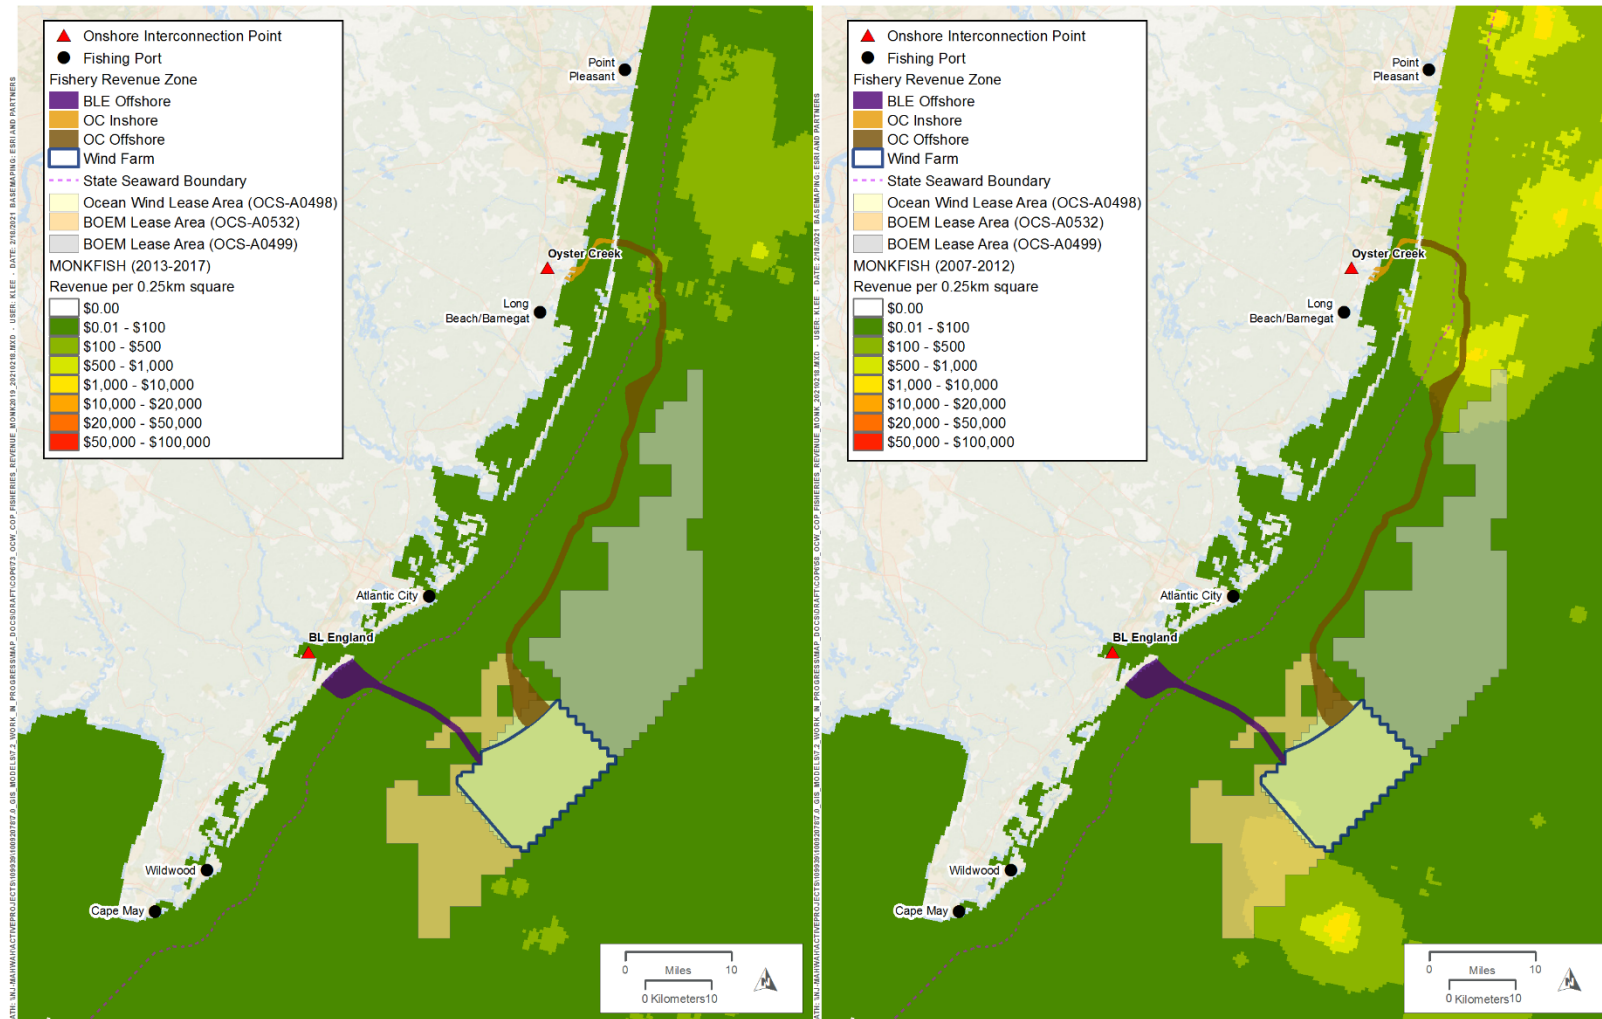 Onshore Interconnection Point
Fishing Port
Fishery Revenue Zone
BLE Offshore
OC Inshore
OC Offshore
Wind Farm
State Seaward Boundary
Ocean Wind Lease Area (OCS-A0498)
BOEM Lease Area (OCS-A0532)
BOEM Lease Area (OCS-A0499)
MONKFISH (2013-2017)
Revenue per 0.25km square
$0.00
$0.01 - $100
$100 - $500
$500 - $1,000
$1,000 - $10,000
$10,000 - $20,000
$20,000 - $50,000
$50,000 - $100,000
Point
Pleasant
Oyster Creek
Long
Beach/Barnegat
Atlantic City
BL England
Wildwood
Cape May
0 10
Miles
0 Kilometers10
Onshore Interconnection Point
Fishing Port
Fishery Revenue Zone
BLE Offshore
OC Inshore
OC Offshore
Wind Farm
State Seaward Boundary
Ocean Wind Lease Area (OCS-A0498)
BOEM Lease Area (OCS-A0532)
BOEM Lease Area (OCS-A0499)
MONKFISH (2007-2012)
Revenue per 0.25km square
$0.00
$0.01 - $100
$100 - $500
$500 - $1,000
$1,000 - $10,000
$10,000 - $20,000
$20,000 - $50,000
$50,000 - $100,000
Point
Pleasant
Oyster Creek
Long
Beach/Barnegat
Atlantic City
BL England
Wildwood
Cape May
0 10
Miles
0 Kilometers10